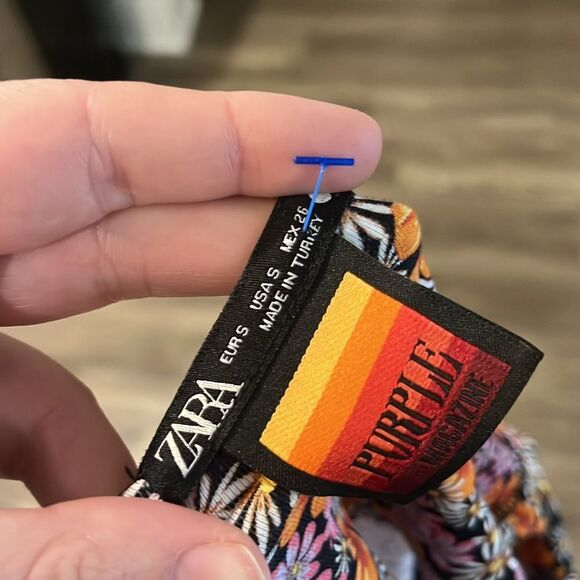 ZARA
EUR S USA S MEX 26
MADE IN TURKEY
PURPLE
MAGAZINE